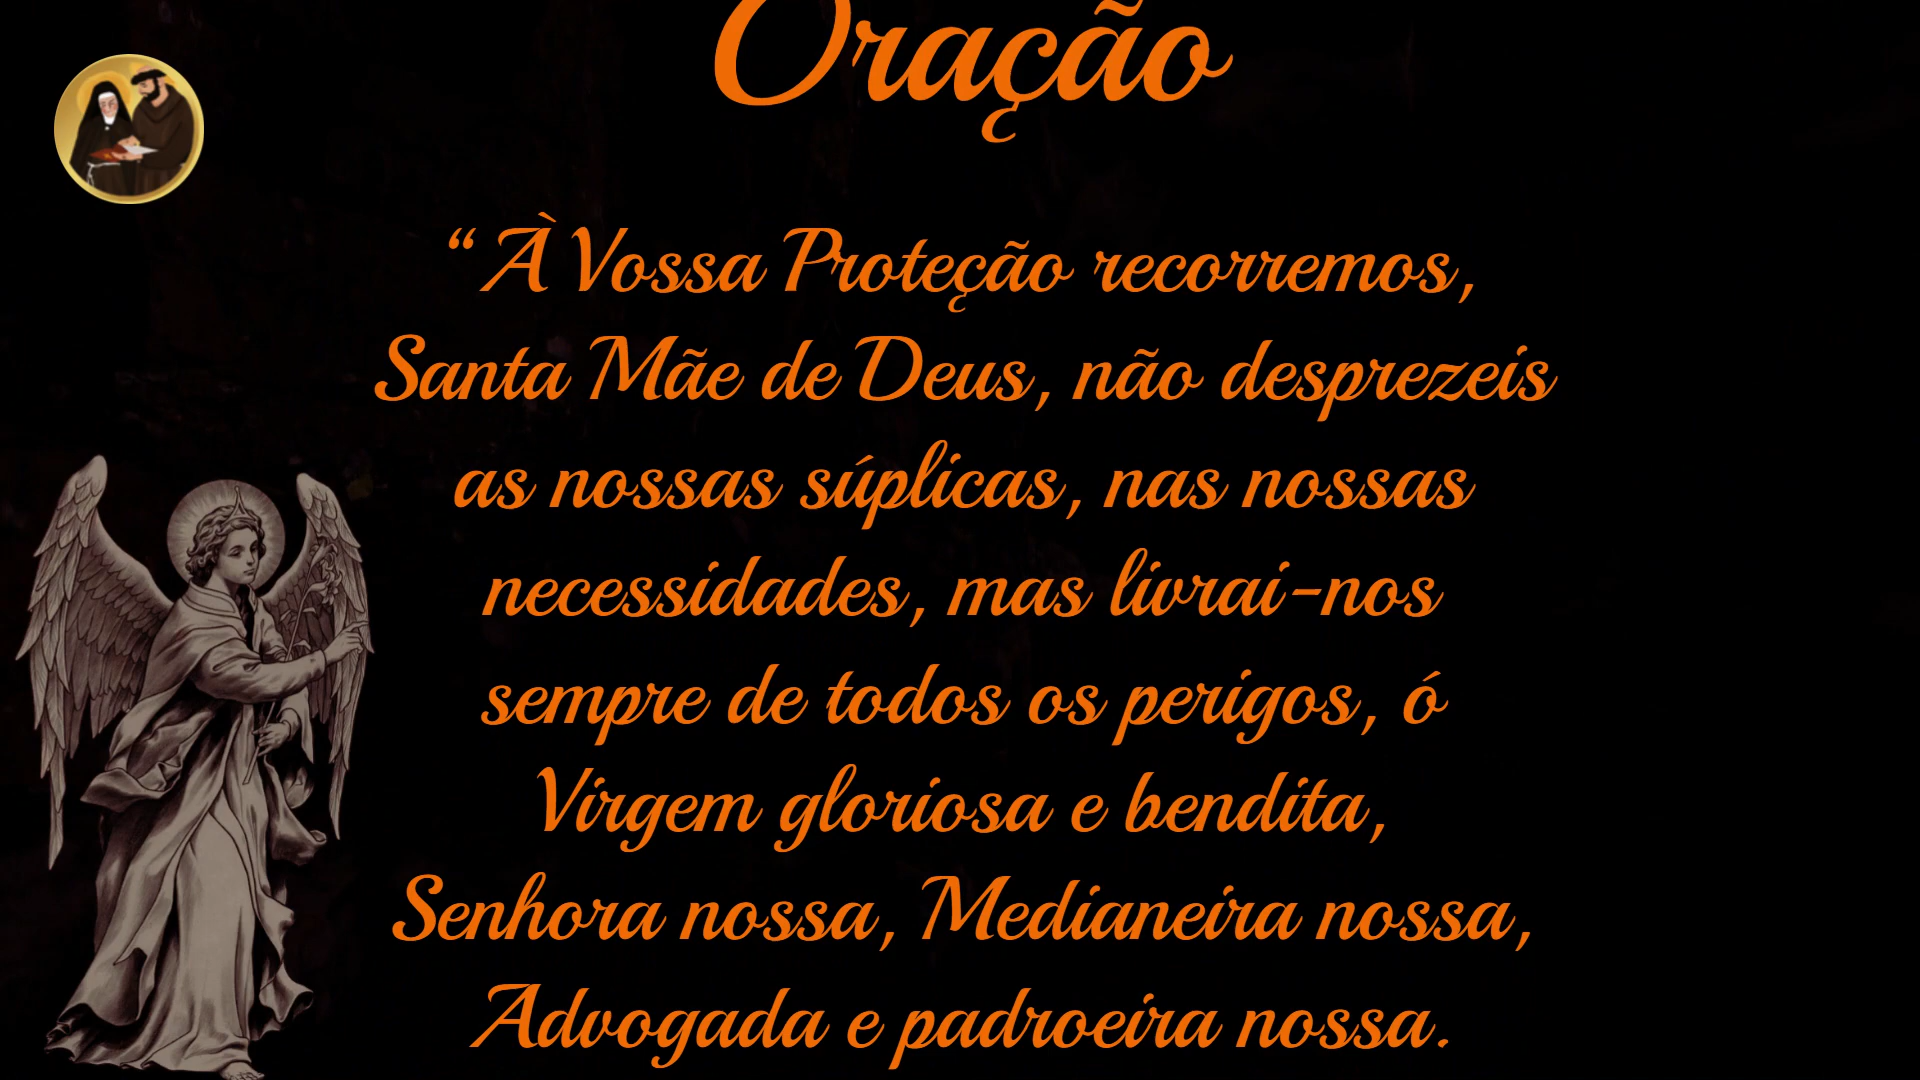 Oração
“ À Vossa Proteção recorremos,
Santa Mãe de Deus, não desprezeis
as nossas súplicas, nas nossas
necessidades, mas livrai-nos
sempre de todos os perigos, ó
Virgem gloriosa e bendita,
Senhora nossa, Medianeira nossa,
Advogada e padroeira nossa.